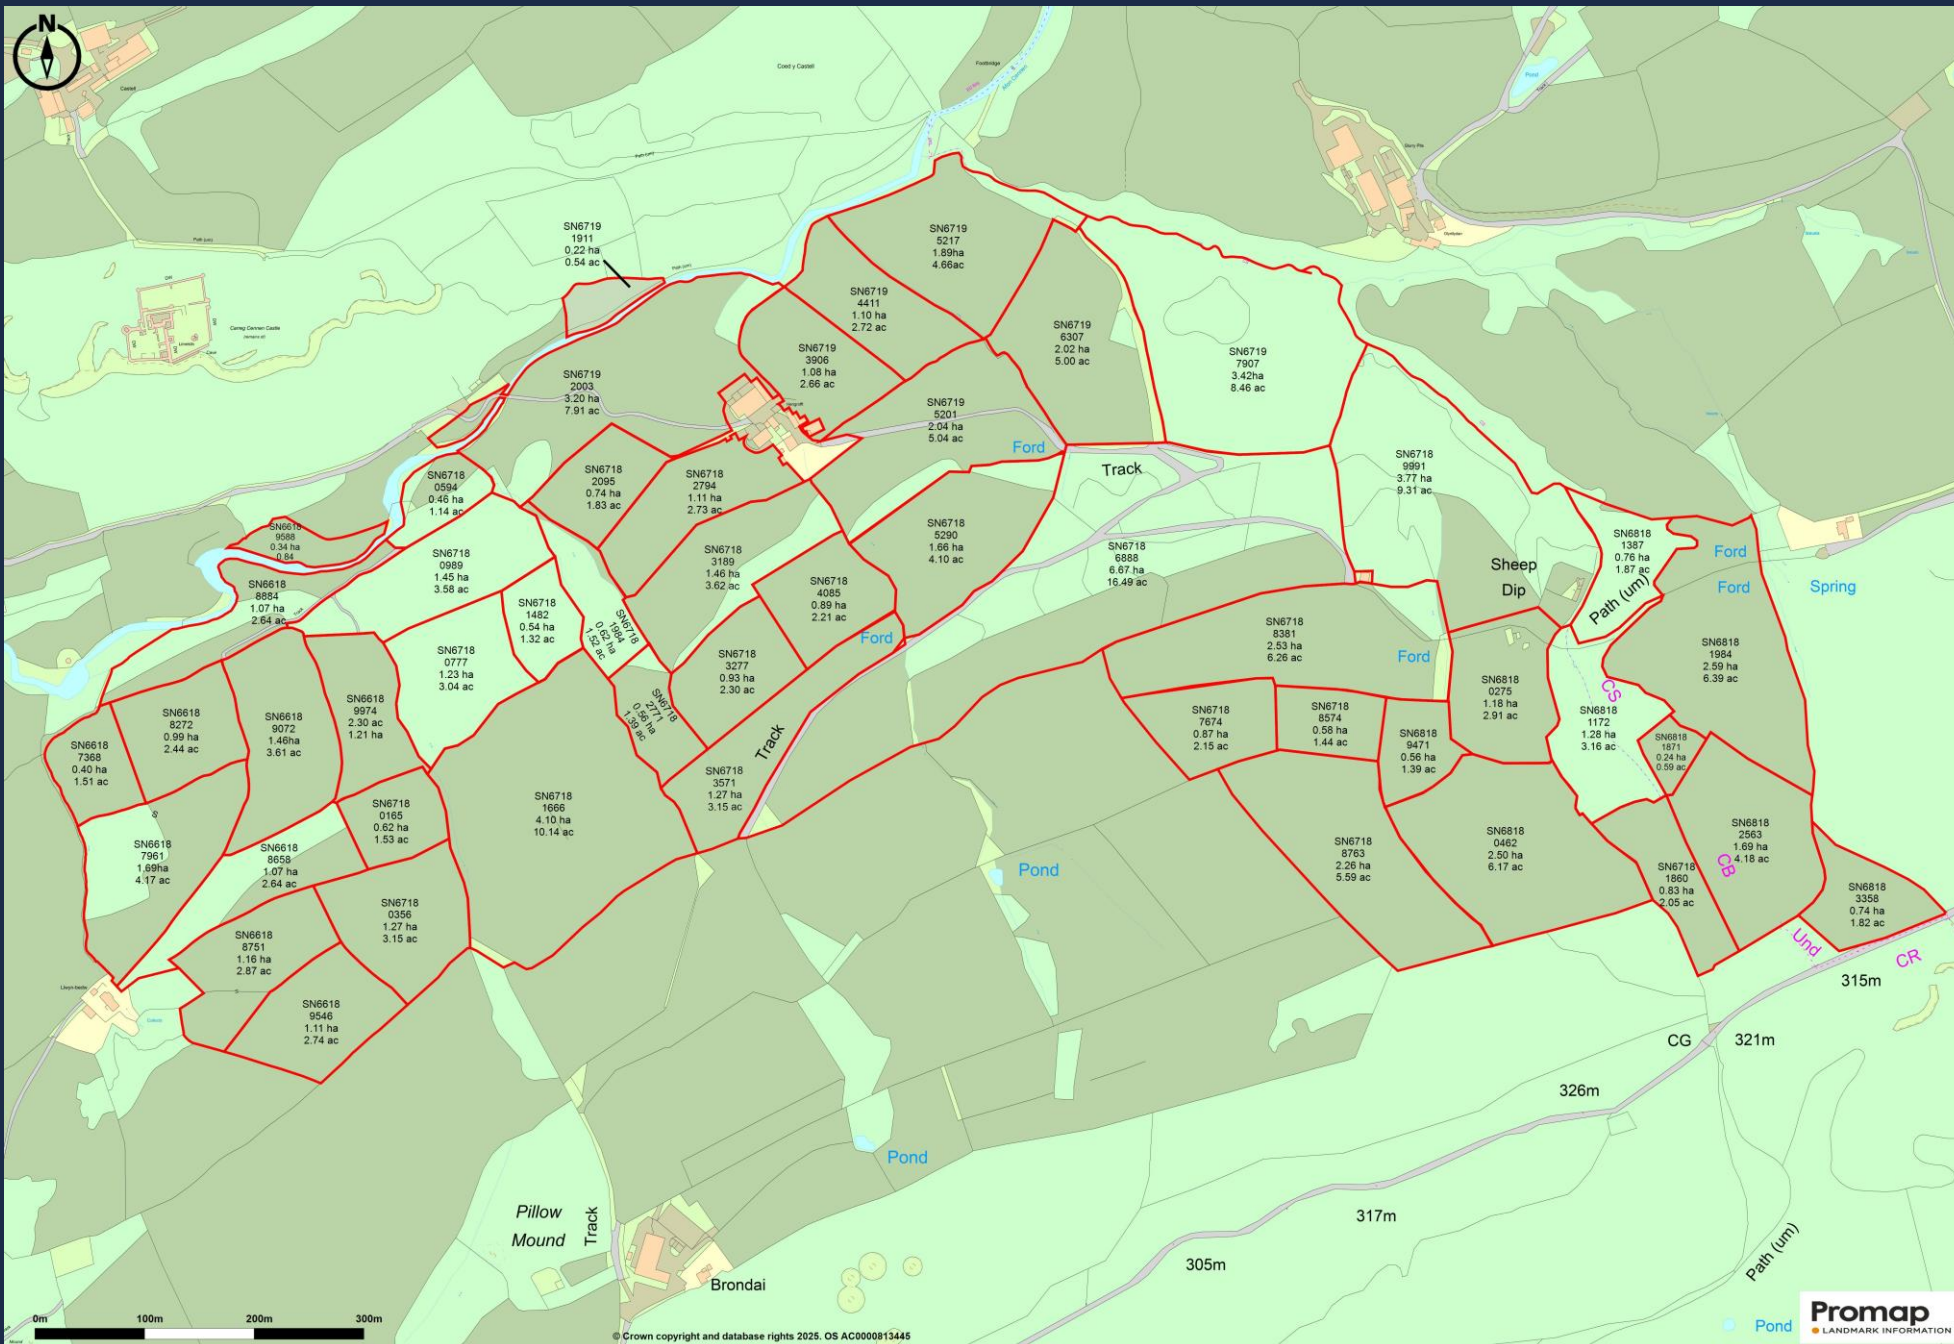 N
Castell
Coed y Castell
Footbridge
Pond
Track
Path (um)
Path (um)
SN6719
1911
0.22 ha
0.54 ac
Path (um)
SN6719
5217
1.89ha
4.66ac
SN6719
4411
1.10 ha
2.72 ac
SN6719
3906
1.08 ha
2.66 ac
SN6719
6307
2.02 ha
5.00 ac
SN6719
7907
3.42ha
8.46 ac
Carreg Cennen Castle
SN6719
2003
3.20 ha
7.91 ac
SN6719
5201
2.04 ha
5.04 ac
Ford
Track
SN6718
9991
3.77 ha
9.31 ac
SN6718
0594
0.46 ha
1.14 ac
SN6718
2095
0.74 ha
1.83 ac
SN6718
2794
1.11 ha
2.73 ac
SN6618
9588
0.34 ha
0.84
SN6718
5290
1.66 ha
4.10 ac
SN6818
1387
0.76 ha
1.87 ac
Ford
Ford
Spring
Sheep
Dip
Path (um)
SN6718
0989
1.45 ha
3.58 ac
SN6718
3189
1.46 ha
3.62 ac
SN6718
6888
6.67 ha
16.49 ac
SN6618
8884
1.07 ha
2.64 ac
Track
SN6718
4085
0.89 ha
2.21 ac
SN6718
1482
0.54 ha
1.32 ac
SN6718
1984
0.62 ha
1.52 ac
Ford
SN6718
8381
2.53 ha
6.26 ac
Ford
SN6818
1984
2.59 ha
6.39 ac
SN6718
0777
1.23 ha
3.04 ac
SN6718
3277
0.93 ha
2.30 ac
SN6818
0275
1.18 ha
2.91 ac
CS
SN6818
1172
1.28 ha
3.16 ac
SN6618
8272
0.99 ha
2.44 ac
SN6618
9072
1.46ha
3.61 ac
SN6618
9974
2.30 ac
1.21 ha
SN6718
2771
0.56 ha
1.39 ac
Track
SN6718
7674
0.87 ha
2.15 ac
SN6718
8574
0.58 ha
1.44 ac
SN6818
9471
0.56 ha
1.39 ac
SN6818
1871
0.24 ha
0.59 ac
SN6618
7368
0.40 ha
1.51 ac
SN6718
3571
1.27 ha
3.15 ac
SN6718
1666
4.10 ha
10.14 ac
SN6718
0165
0.62 ha
1.53 ac
S
SN6618
7961
1.69ha
4.17 ac
SN6618
8658
1.07 ha
2.64 ac
SN6718
8763
2.26 ha
5.59 ac
SN6818
0462
2.50 ha
6.17 ac
SN6818
2563
1.69 ha
4.18 ac
CB
SN6718
1860
0.83 ha
2.05 ac
SN6818
3358
0.74 ha
1.82 ac
Pond
SN6718
0356
1.27 ha
3.15 ac
SN6618
8751
1.16 ha
2.87 ac
Und
CR
315m
SN6618
9546
1.11 ha
2.74 ac
CG
321m
326m
Pond
Pillow
Mound
Track
317m
305m
Path (um)
Brondai
Pond
0m
100m
200m
300m
© Crown copyright and database rights 2025. OS AC0000813445
Promap
LANDMARK INFORMATION